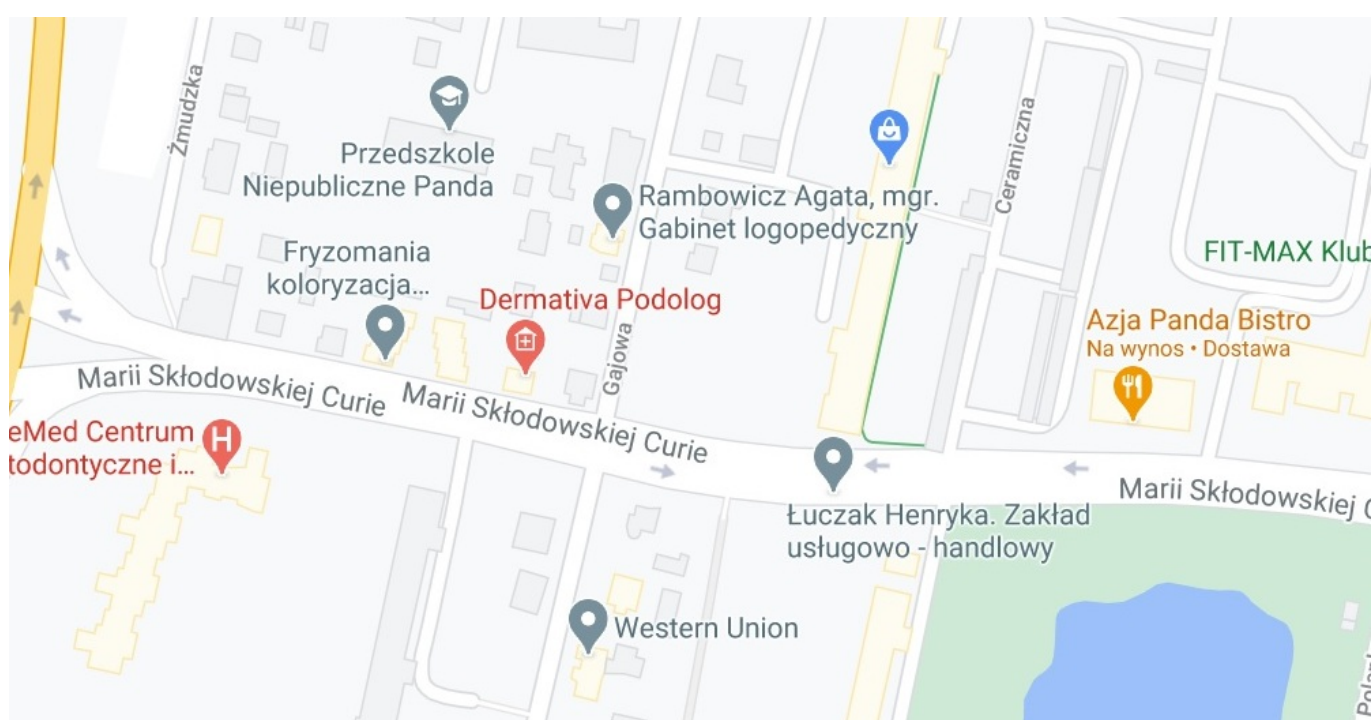 Żmudzka
Przedszkole
Niepubliczne Panda
Ceramiczna
Rambowicz Agata, mgr.
Gabinet logopedyczny
Fryzomania
koloryzacja...
FIT-MAX Klub
Dermativa Podolog
Gajowa
Azja Panda Bistro
Na wynos • Dostawa
Marii Skłodowskiej Curie
Marii Skłodowskiej Curie
eMed Centrum
todontyczne i...
H
Marii Skłodowskiej C
Łuczak Henryka. Zakład
usługowo - handlowy
Western Union